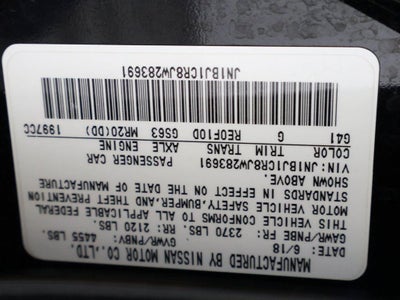 MANUFACTURED BY NISSAN MOTOR CO.,LTD.
6/18 GVWR/PNBV: 4455 LBS.
GAWR/PNBE FR: 2370 LBS. RR: 2120 LBS.
THIS VEHICLE CONFORMS TO ALL APPLICABLE FEDERAL
MOTOR VEHICLE SAFETY,BUMPER,AND THEFT PREVENTION
STANDARDS IN EFFECT ON THE DATE OF MANUFACTURE
SHOWN ABOVE.
VIN:JN1BJ1CR8JW283691 PASSENGER CAR
COLOR TRIM TRANS AXLE ENGINE
G41 G RE0F10D GS63 MR20(DD) 1997CC
JN1BJ1CR8JW283691